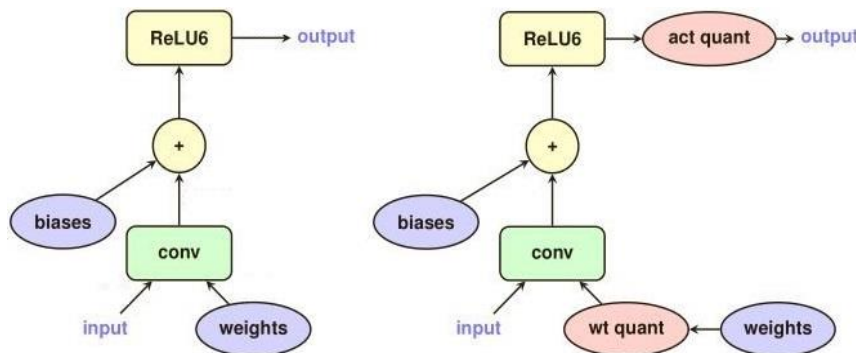 ReLU6
output
+
biases
conv
input
weights
ReLU6
act quant
output
+
biases
conv
input
wt quant
weights